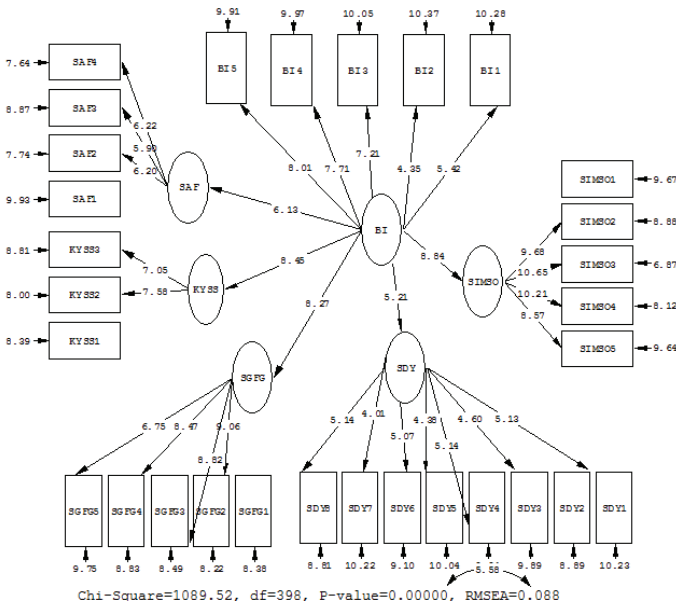 9.91 9.97 10.05 10.37 10.28
BI5 BI4 BI3 BI2 BI1
7.64 SAF4
8.87 SAF3
7.74 SAF2
9.93 SAF1
8.81 KYSS3
8.00 KYSS2
8.39 KYSS1
6.22
5.90
6.20
8.01 7.71 7.21 4.35 5.42
SAF
6.13
BI
SIMSO1 9.67
SIMSO2 8.88
SIMSO3 6.87
SIMSO4 8.12
SIMSO5 9.64
9.68
10.65
10.21
8.57
8.84
SIMSO
7.05
7.58
KYSS
8.45
8.27
5.21
SGFG
SDY
6.75 8.47 9.06
8.82
5.14 4.01 5.07 4.38 5.14 4.60 5.13
SGFG5 SGFG4 SGFG3 SGFG2 SGFG1
SDY8 SDY7 SDY6 SDY5 SDY4 SDY3 SDY2 SDY1
9.75 8.83 8.49 8.22 8.38
8.81 10.22 9.10 10.04 9.89 8.89 10.23
5.58
Chi-Square=1089.52, df=398, P-value=0.00000, RMSEA=0.088